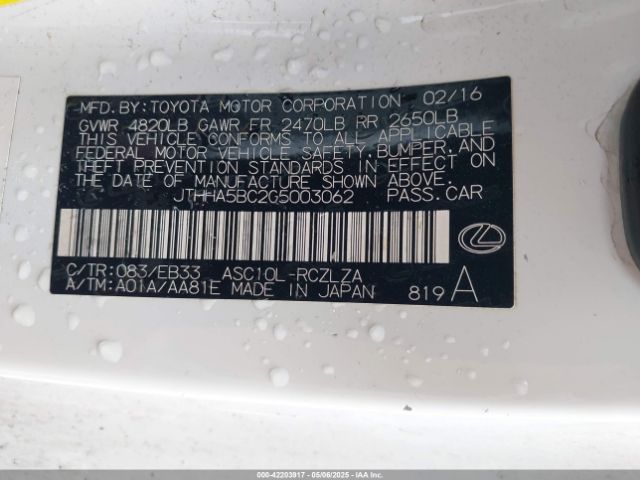 MFD.BY: TOYOTA MOTOR CORPORATION 02/16
GVWR 4820LB GAWR FR 2470LB RR 2650LB
THIS VEHICLE CONFORMS TO ALL APPLICABLE
FEDERAL MOTOR VEHICLE SAFETY, BUMPER, AND
THEFT PREVENTION STANDARDS IN EFFECT ON
THE DATE OF MANUFACTURE SHOWN ABOVE.
JTHHA5BC2G5003062 PASS.CAR
C/TR: 083/EB33 ASC10L-RCZLZA
A/TM: A01A/AA81E MADE IN JAPAN 819 A
000-42203917 - 05/06/2025 - IAA, Inc.